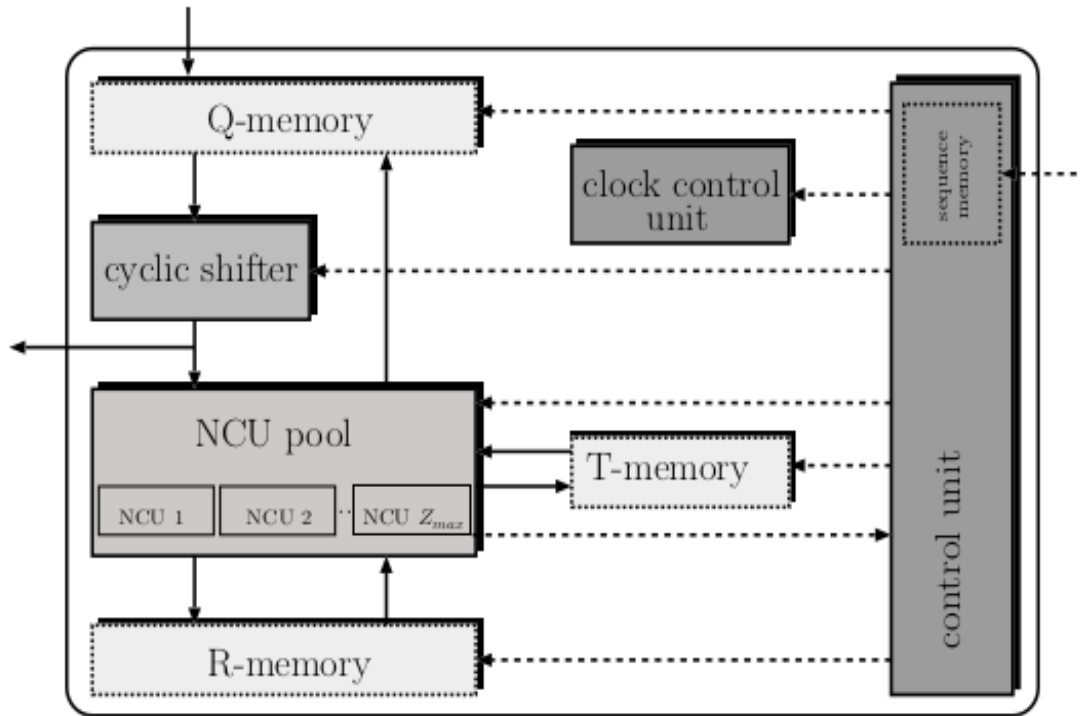 Q-memory
sequence
memory
clock control
unit
cyclic shifter
NCU pool
T-memory
NCU 1
NCU 2
..
NCU Zmax
control unit
R-memory